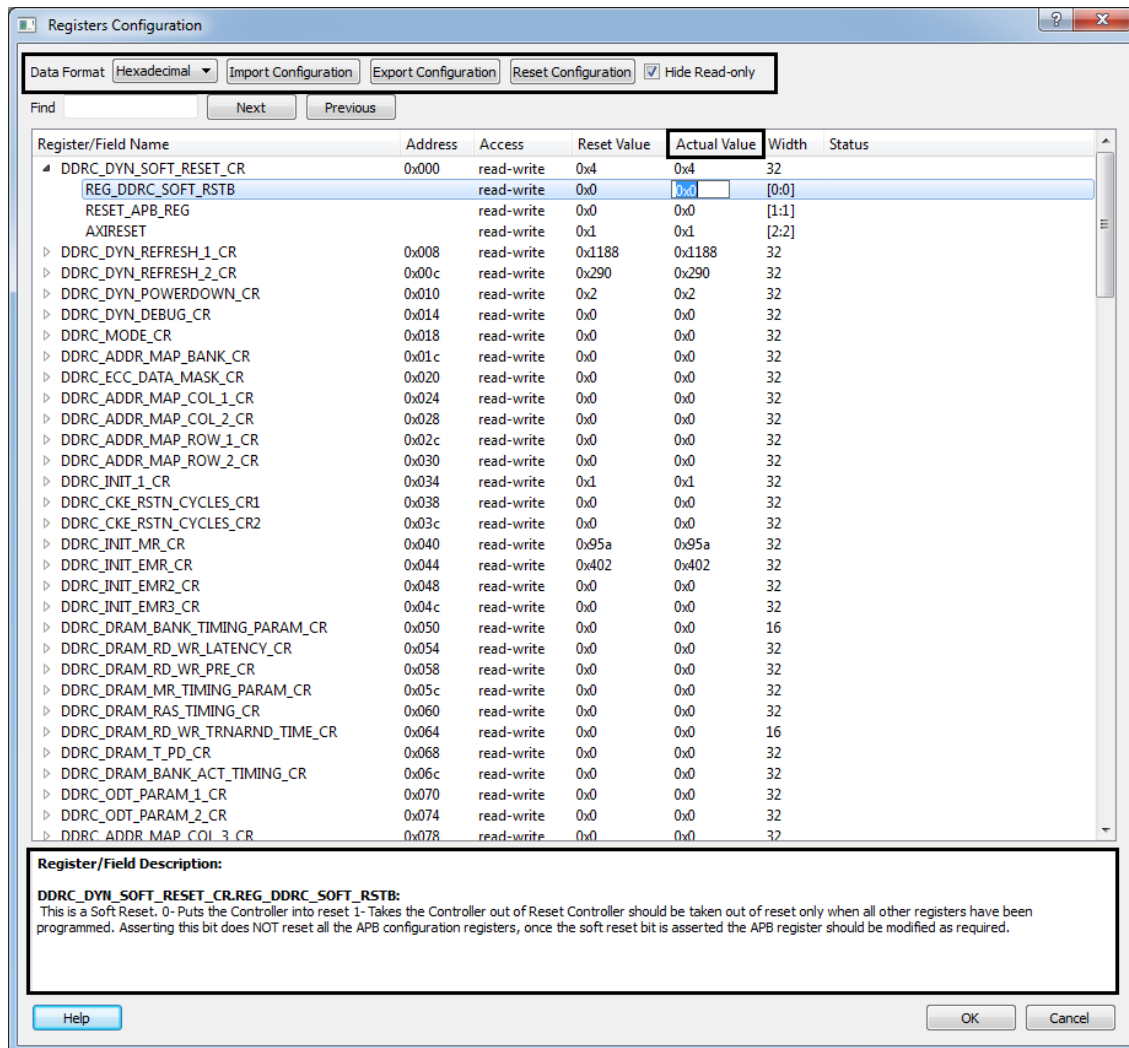 Registers Configuration
Data Format Hexadecimal Import Configuration Export Configuration Reset Configuration Hide Read-only
Find Next Previous
Register/Field Name Address Access Reset Value Actual Value Width Status
DDRC_DYN_SOFT_RESET_CR 0x000 read-write 0x4 0x4 32
REG_DDRC_SOFT_RSTB read-write 0x0 0x0 [0:0]
RESET_APB_REG read-write 0x0 0x0 [1:1]
AXIRESET read-write 0x1 0x1 [2:2]
DDRC_DYN_REFRESH_1_CR 0x008 read-write 0x1188 0x1188 32
DDRC_DYN_REFRESH_2_CR 0x00c read-write 0x290 0x290 32
DDRC_DYN_POWERDOWN_CR 0x010 read-write 0x2 0x2 32
DDRC_DYN_DEBUG_CR 0x014 read-write 0x0 0x0 32
DDRC_MODE_CR 0x018 read-write 0x0 0x0 32
DDRC_ADDR_MAP_BANK_CR 0x01c read-write 0x0 0x0 32
DDRC_ECC_DATA_MASK_CR 0x020 read-write 0x0 0x0 32
DDRC_ADDR_MAP_COL_1_CR 0x024 read-write 0x0 0x0 32
DDRC_ADDR_MAP_COL_2_CR 0x028 read-write 0x0 0x0 32
DDRC_ADDR_MAP_ROW_1_CR 0x02c read-write 0x0 0x0 32
DDRC_ADDR_MAP_ROW_2_CR 0x030 read-write 0x0 0x0 32
DDRC_INIT_1_CR 0x034 read-write 0x1 0x1 32
DDRC_CKE_RSTN_CYCLES_CR1 0x038 read-write 0x0 0x0 32
DDRC_CKE_RSTN_CYCLES_CR2 0x03c read-write 0x0 0x0 32
DDRC_INIT_MR_CR 0x040 read-write 0x95a 0x95a 32
DDRC_INIT_EMR_CR 0x044 read-write 0x402 0x402 32
DDRC_INIT_EMR2_CR 0x048 read-write 0x0 0x0 32
DDRC_INIT_EMR3_CR 0x04c read-write 0x0 0x0 32
DDRC_DRAM_BANK_TIMING_PARAM_CR 0x050 read-write 0x0 0x0 16
DDRC_DRAM_RD_WR_LATENCY_CR 0x054 read-write 0x0 0x0 32
DDRC_DRAM_RD_WR_PRE_CR 0x058 read-write 0x0 0x0 32
DDRC_DRAM_MR_TIMING_PARAM_CR 0x05c read-write 0x0 0x0 32
DDRC_DRAM_RAS_TIMING_CR 0x060 read-write 0x0 0x0 32
DDRC_DRAM_RD_WR_TRNARND_TIME_CR 0x064 read-write 0x0 0x0 16
DDRC_DRAM_T_PD_CR 0x068 read-write 0x0 0x0 32
DDRC_DRAM_BANK_ACT_TIMING_CR 0x06c read-write 0x0 0x0 32
DDRC_ODT_PARAM_1_CR 0x070 read-write 0x0 0x0 32
DDRC_ODT_PARAM_2_CR 0x074 read-write 0x0 0x0 32
DDRC_ADDR_MAP_COL_3_CR 0x078 read-write 0x0 0x0 32
Register/Field Description:
DDRC_DYN_SOFT_RESET_CR.REG_DDRC_SOFT_RSTB:
This is a Soft Reset. 0- Puts the Controller into reset 1- Takes the Controller out of Reset Controller should be taken out of reset only when all other registers have been
programmed. Asserting this bit does NOT reset all the APB configuration registers, once the soft reset bit is asserted the APB register should be modified as required.
Help OK Cancel